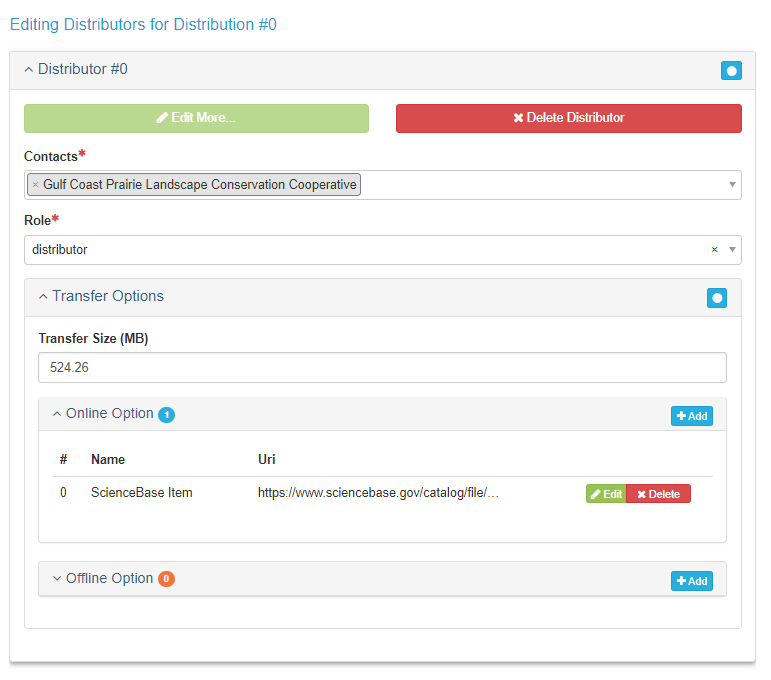 Editing Distributors for Distribution #0
Distributor #0
Edit More...
Delete Distributor
Contacts*
× Gulf Coast Prairie Landscape Conservation Cooperative
Role*
distributor ×
Transfer Options
Transfer Size (MB)
524.26
Online Option 1 Add
# Name Uri
0 ScienceBase Item https://www.sciencebase.gov/catalog/file/… Edit Delete
Offline Option 0 Add